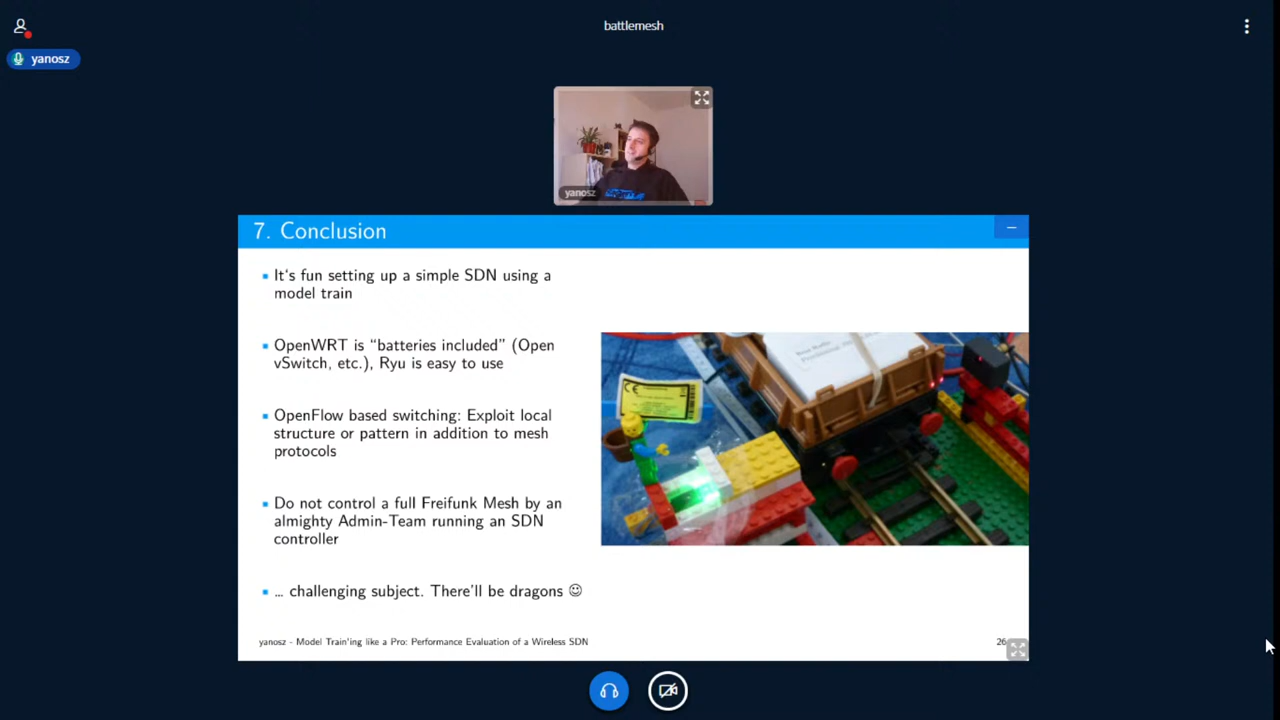 battlemesh
yanosz
yanosz
7. Conclusion
It's fun setting up a simple SDN using a
model train
OpenWRT is “batteries included” (Open
vSwitch, etc.), Ryu is easy to use
OpenFlow based switching: Exploit local
structure or pattern in addition to mesh
protocols
Do not control a full Freifunk Mesh by an
almighty Admin-Team running an SDN
controller
… challenging subject. There'll be dragons ☺
yanosz - Model Train'ing like a Pro: Performance Evaluation of a Wireless SDN
26